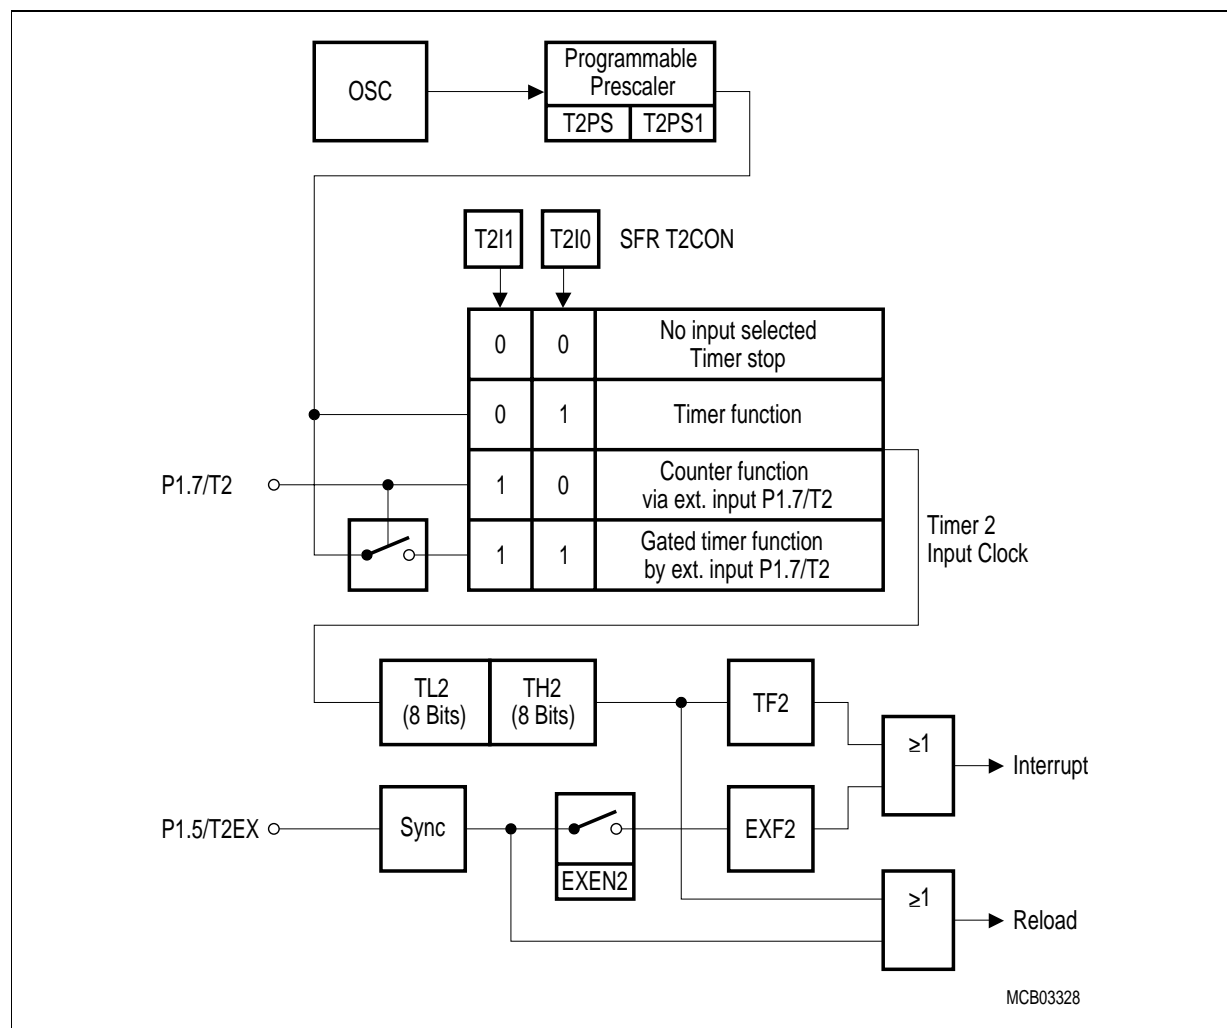 OSC
Programmable
Prescaler
T2PS T2PS1
T2I1 T2I0 SFR T2CON
0 0 No input selected
Timer stop
0 1 Timer function
P1.7/T2
1 0 Counter function
via ext. input P1.7/T2
1 1 Gated timer function
by ext. input P1.7/T2
Timer 2
Input Clock
TL2
(8 Bits)
TH2
(8 Bits)
TF2
≥1
Interrupt
P1.5/T2EX
Sync
EXEN2
EXF2
≥1
Reload
MCB03328